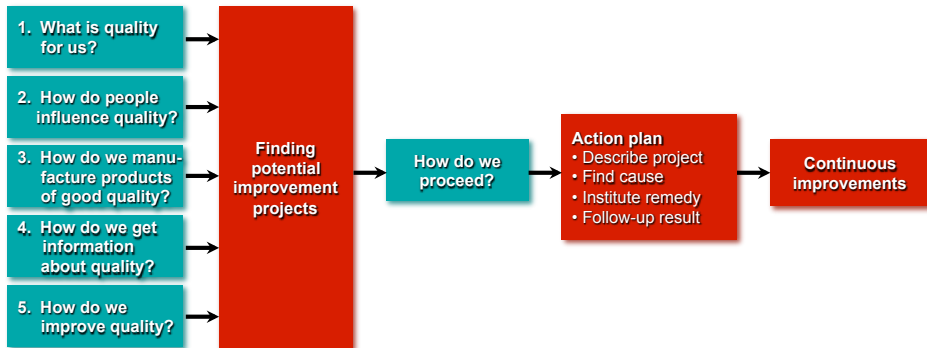 1. What is quality
for us?
2. How do people
influence quality?
3. How do we manu-
facture products
of good quality?
4. How do we get
information
about quality?
5. How do we
improve quality?
Finding
potential
improvement
projects
How do we
proceed?
Action plan
• Describe project
• Find cause
• Institute remedy
• Follow-up result
Continuous
improvements